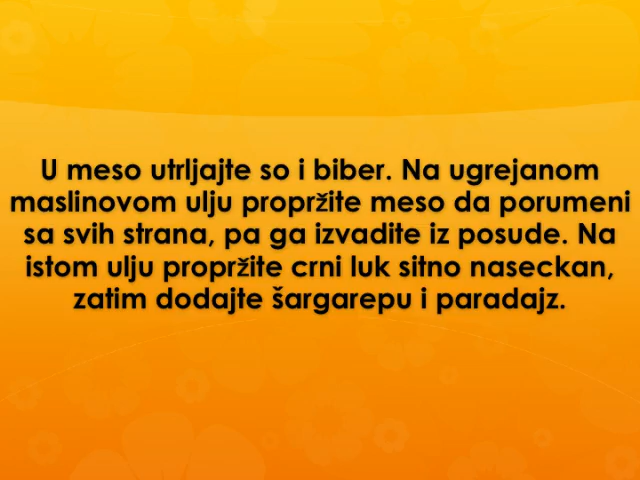 U meso utrljajte so i biber. Na ugrejanom
maslinovom ulju propržite meso da porumeni
sa svih strana, pa ga izvadite iz posude. Na
istom ulju propržite crni luk sitno naseckan,
zatim dodajte šargarepu i paradajz.